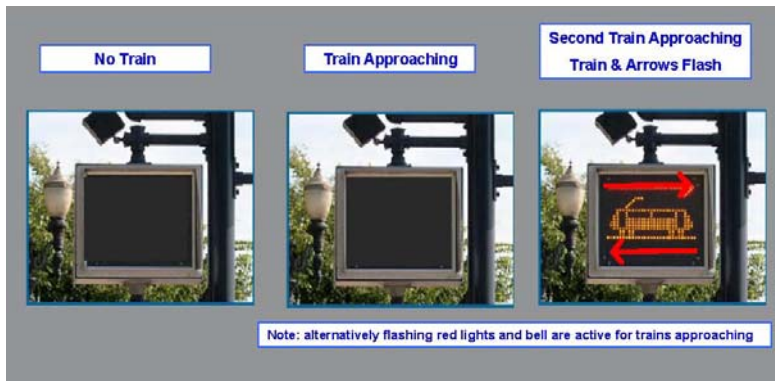 No Train
Train Approaching
Second Train Approaching
Train & Arrows Flash
Note: alternatively flashing red lights and bell are active for trains approaching